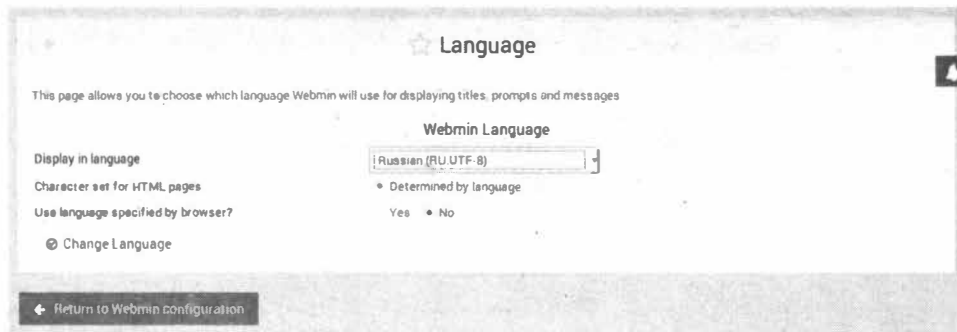 Language
This page allows you to choose which language Webmin will use for displaying titles, prompts and messages
Webmin Language
Display in language Russian (RU.UTF-8)
Character set for HTML pages Determined by language
Use language specified by browser? Yes No
Change Language
Return to Webmin configuration